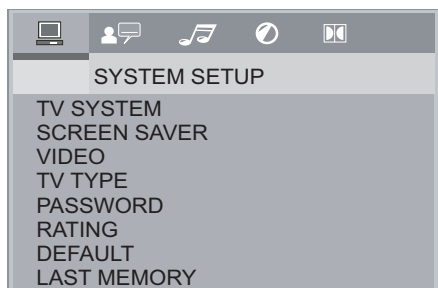 SYSTEM SETUP
TV SYSTEM
SCREEN SAVER
VIDEO
TV TYPE
PASSWORD
RATING
DEFAULT
LAST MEMORY